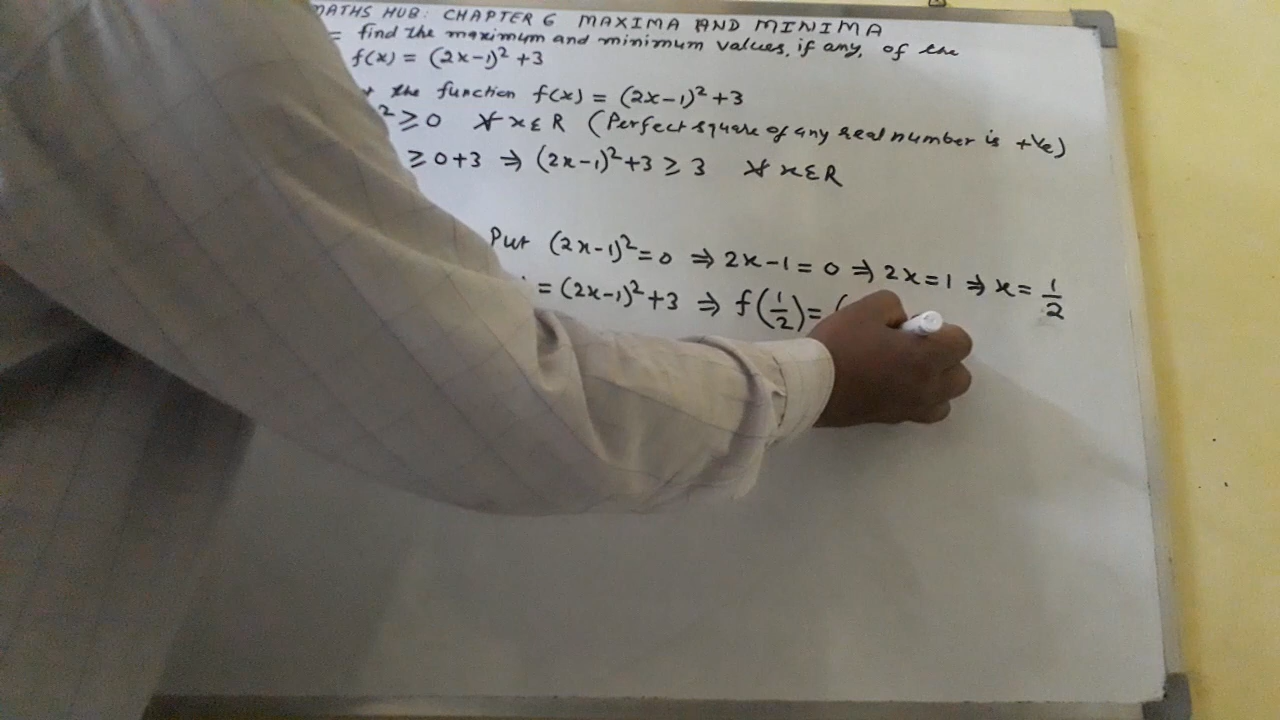 MATHS HUB: CHAPTER 6 MAXIMA AND MINIMA
= find the maximum and minimum values, if any, of the
f(x) = (2x-1)² +3
the function f(x) = (2x-1)² +3
² ≥ 0 ∀ x ∈ R (Perfect square of any real number is +ve)
≥ 0+3 ⇒ (2x-1)²+3 ≥ 3 ∀ x ∈ R
Put (2x-1)² = 0 ⇒ 2x-1 = 0 ⇒ 2x = 1 ⇒ x = 1/2
= (2x-1)² +3 ⇒ f(1/2) = (